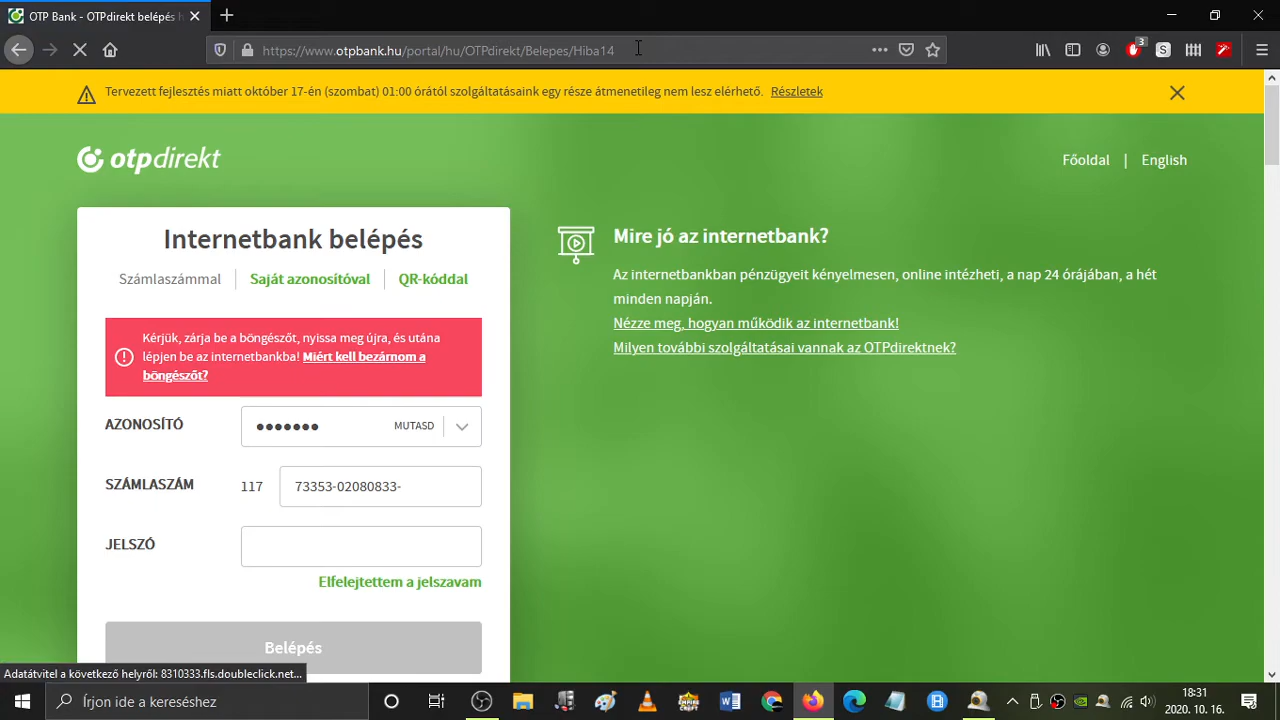 OTP Bank - OTPdirekt belépés h
https://www.otpbank.hu/portal/hu/OTPdirekt/Belepes/Hiba14
3
S
Tervezett fejlesztés miatt október 17-én (szombat) 01:00 órától szolgáltatásaink egy része átmenetileg nem lesz elérhető. Részletek
otpdirekt
Főoldal | English
Internetbank belépés
Számlaszámmal
Saját azonosítóval
QR-kóddal
Kérjük, zárja be a böngészőt, nyissa meg újra, és utána
lépjen be az internetbankba! Miért kell bezárnom a
böngészőt?
AZONOSÍTÓ
MUTASD
SZÁMLASZÁM
117
73353-02080833-
JELSZÓ
Elfelejtettem a jelszavam
Belépés
Mire jó az internetbank?
Az internetbankban pénzügyeit kényelmesen, online intézheti, a nap 24 órájában, a hét
minden napján.
Nézze meg, hogyan működik az internetbank!
Milyen további szolgáltatásai vannak az OTPdirektnek?
Adatátvitel a következő helyről: 8310333.fls.doubleclick.net...
Írjon ide a kereséshez
18:31
2020. 10. 16.